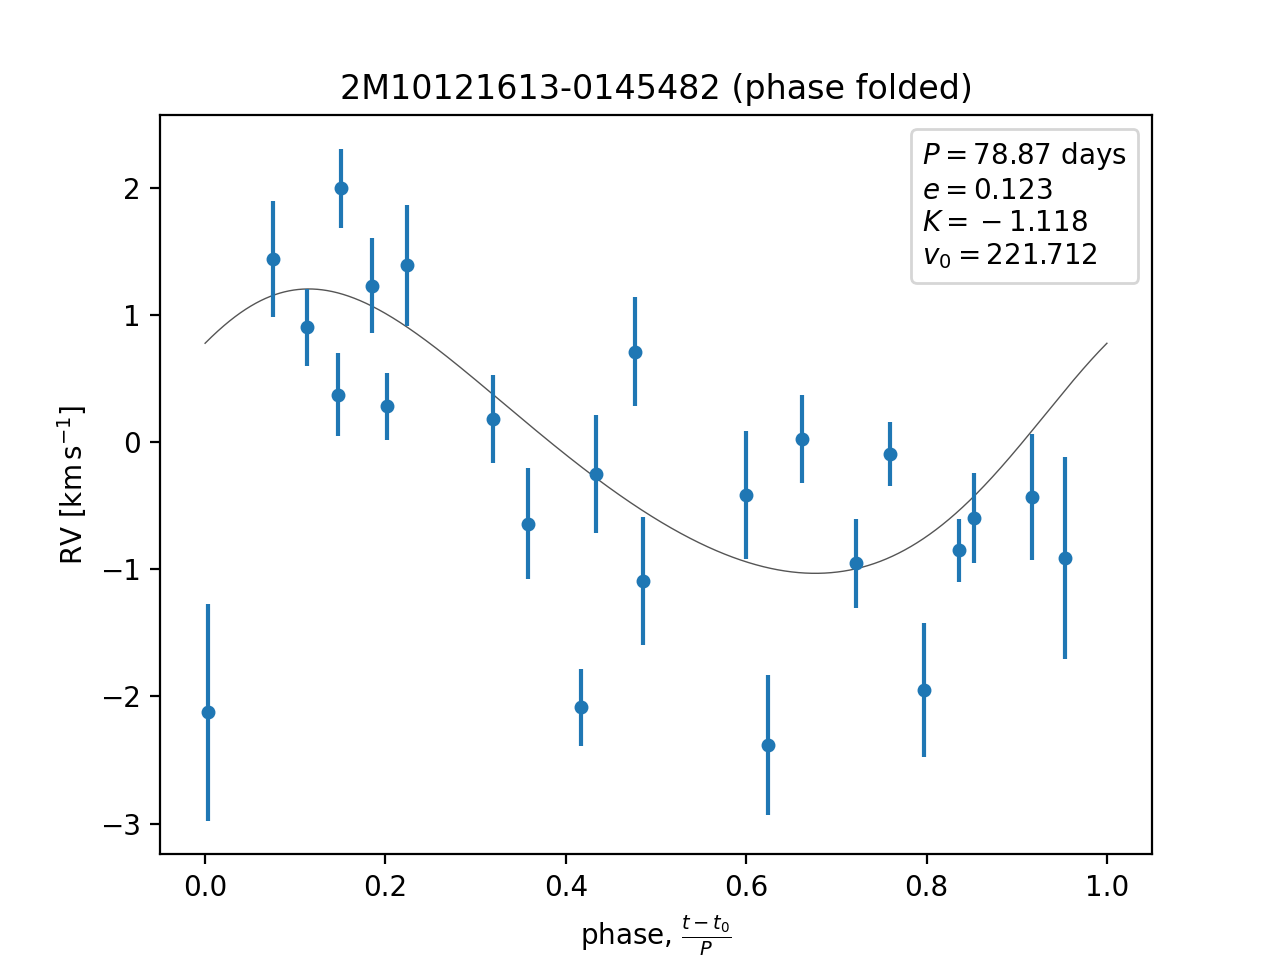 2M10121613-0145482 (phase folded)
P = 78.87 days
e = 0.123
K = −1.118
v₀ = 221.712
RV [km s⁻¹]
2
1
0
−1
−2
−3
0.0 0.2 0.4 0.6 0.8 1.0
phase, (t − t₀)/P